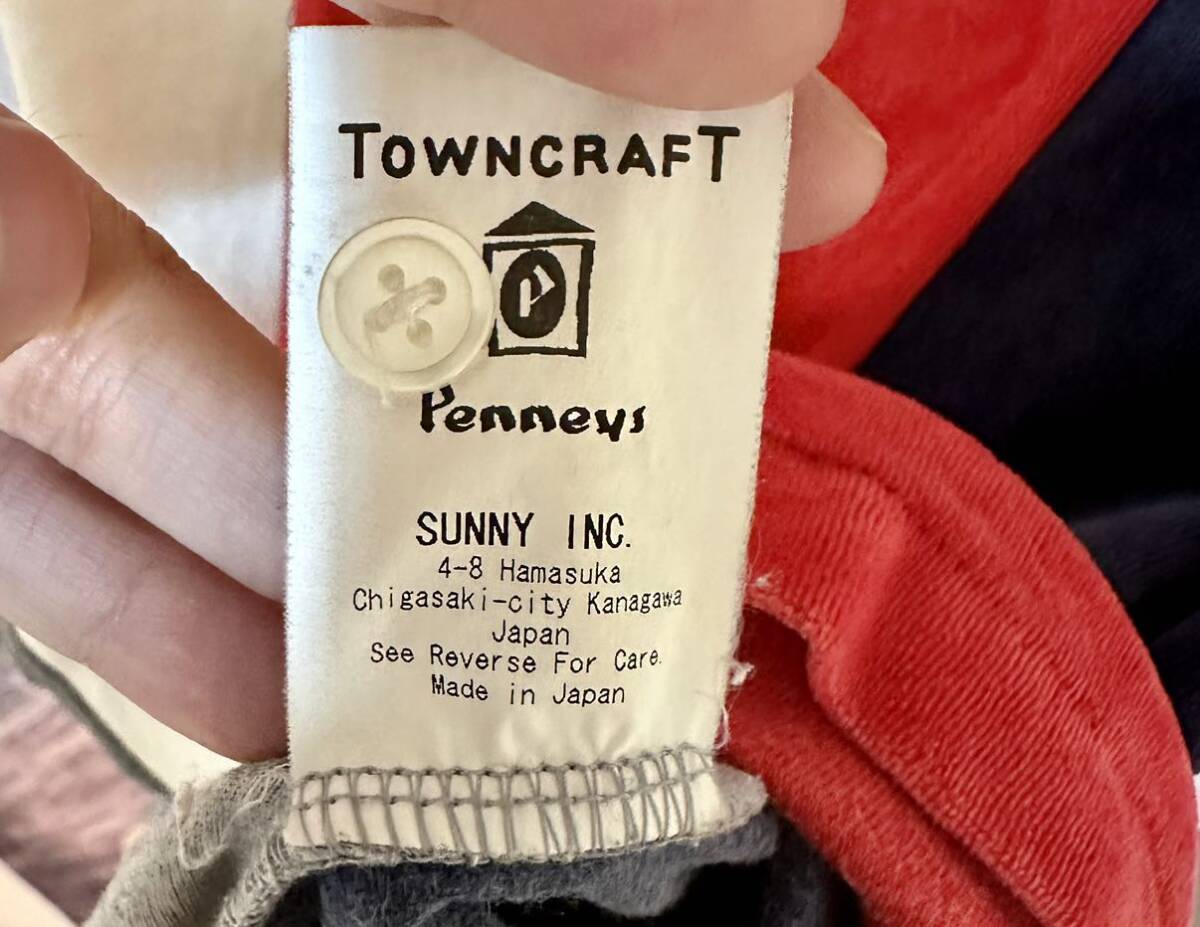 TOWNCRAFT
P
Penneys
SUNNY INC.
4-8 Hamasuka
Chigasaki-city Kanagawa
Japan
See Reverse For Care.
Made in Japan